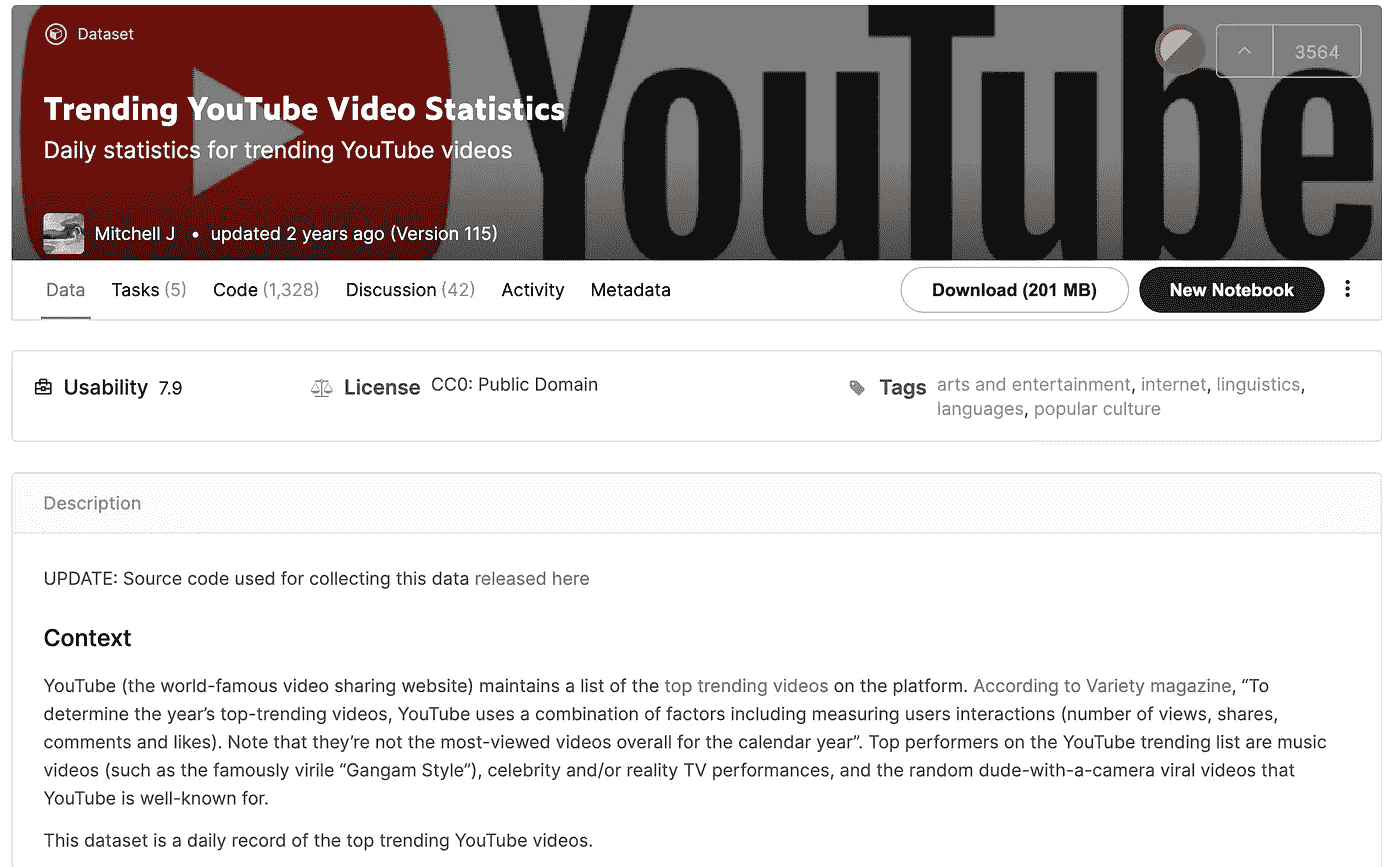 Dataset
YouTube
3564
Trending YouTube Video Statistics
Daily statistics for trending YouTube videos
Mitchell J • updated 2 years ago (Version 115)
Data Tasks (5) Code (1,328) Discussion (42) Activity Metadata Download (201 MB) New Notebook
Usability 7.9 License CC0: Public Domain Tags arts and entertainment, internet, linguistics,
languages, popular culture
Description
UPDATE: Source code used for collecting this data released here
Context
YouTube (the world-famous video sharing website) maintains a list of the top trending videos on the platform. According to Variety magazine, “To
determine the year’s top-trending videos, YouTube uses a combination of factors including measuring users interactions (number of views, shares,
comments and likes). Note that they’re not the most-viewed videos overall for the calendar year”. Top performers on the YouTube trending list are music
videos (such as the famously virile “Gangam Style”), celebrity and/or reality TV performances, and the random dude-with-a-camera viral videos that
YouTube is well-known for.
This dataset is a daily record of the top trending YouTube videos.